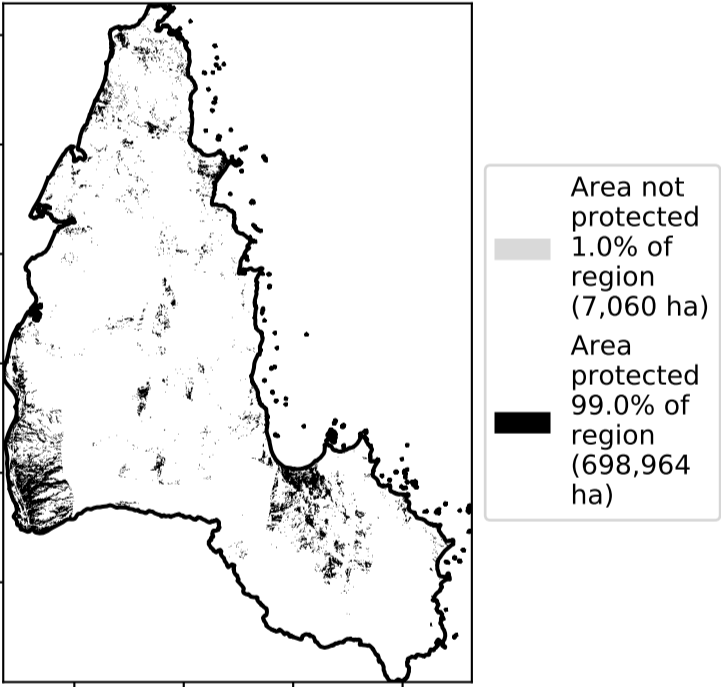 Area not
protected
1.0% of
region
(7,060 ha)
Area
protected
99.0% of
region
(698,964
ha)